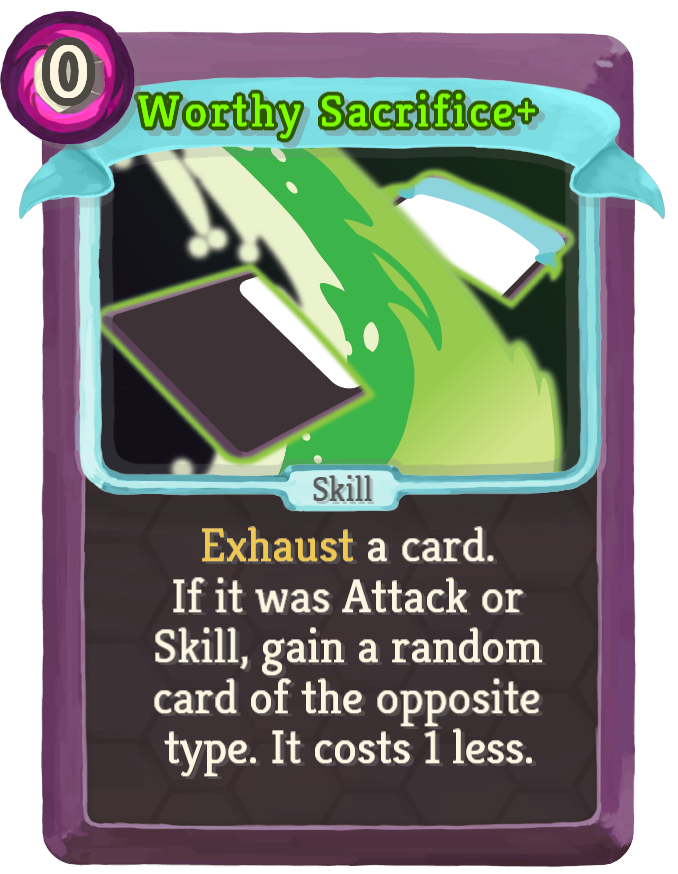 0
Worthy Sacrifice+
Skill
Exhaust a card.
If it was Attack or
Skill, gain a random
card of the opposite
type. It costs 1 less.